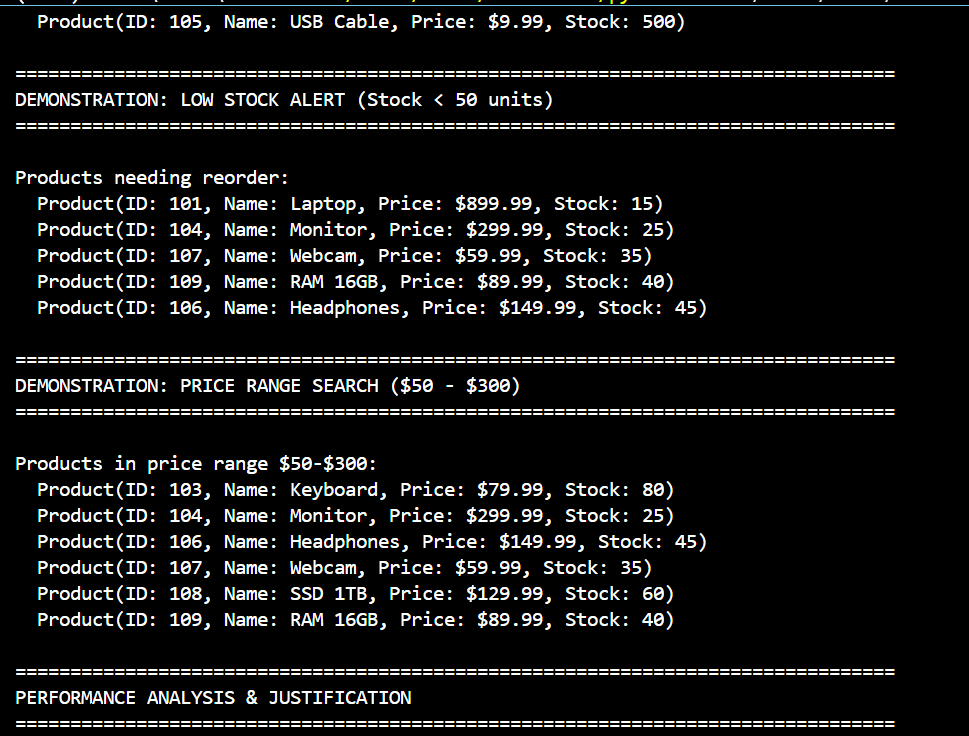 Product(ID: 105, Name: USB Cable, Price: $9.99, Stock: 500)
================================================================================
DEMONSTRATION: LOW STOCK ALERT (Stock < 50 units)
================================================================================
Products needing reorder:
Product(ID: 101, Name: Laptop, Price: $899.99, Stock: 15)
Product(ID: 104, Name: Monitor, Price: $299.99, Stock: 25)
Product(ID: 107, Name: Webcam, Price: $59.99, Stock: 35)
Product(ID: 109, Name: RAM 16GB, Price: $89.99, Stock: 40)
Product(ID: 106, Name: Headphones, Price: $149.99, Stock: 45)
================================================================================
DEMONSTRATION: PRICE RANGE SEARCH ($50 - $300)
================================================================================
Products in price range $50-$300:
Product(ID: 103, Name: Keyboard, Price: $79.99, Stock: 80)
Product(ID: 104, Name: Monitor, Price: $299.99, Stock: 25)
Product(ID: 106, Name: Headphones, Price: $149.99, Stock: 45)
Product(ID: 107, Name: Webcam, Price: $59.99, Stock: 35)
Product(ID: 108, Name: SSD 1TB, Price: $129.99, Stock: 60)
Product(ID: 109, Name: RAM 16GB, Price: $89.99, Stock: 40)
================================================================================
PERFORMANCE ANALYSIS & JUSTIFICATION
================================================================================